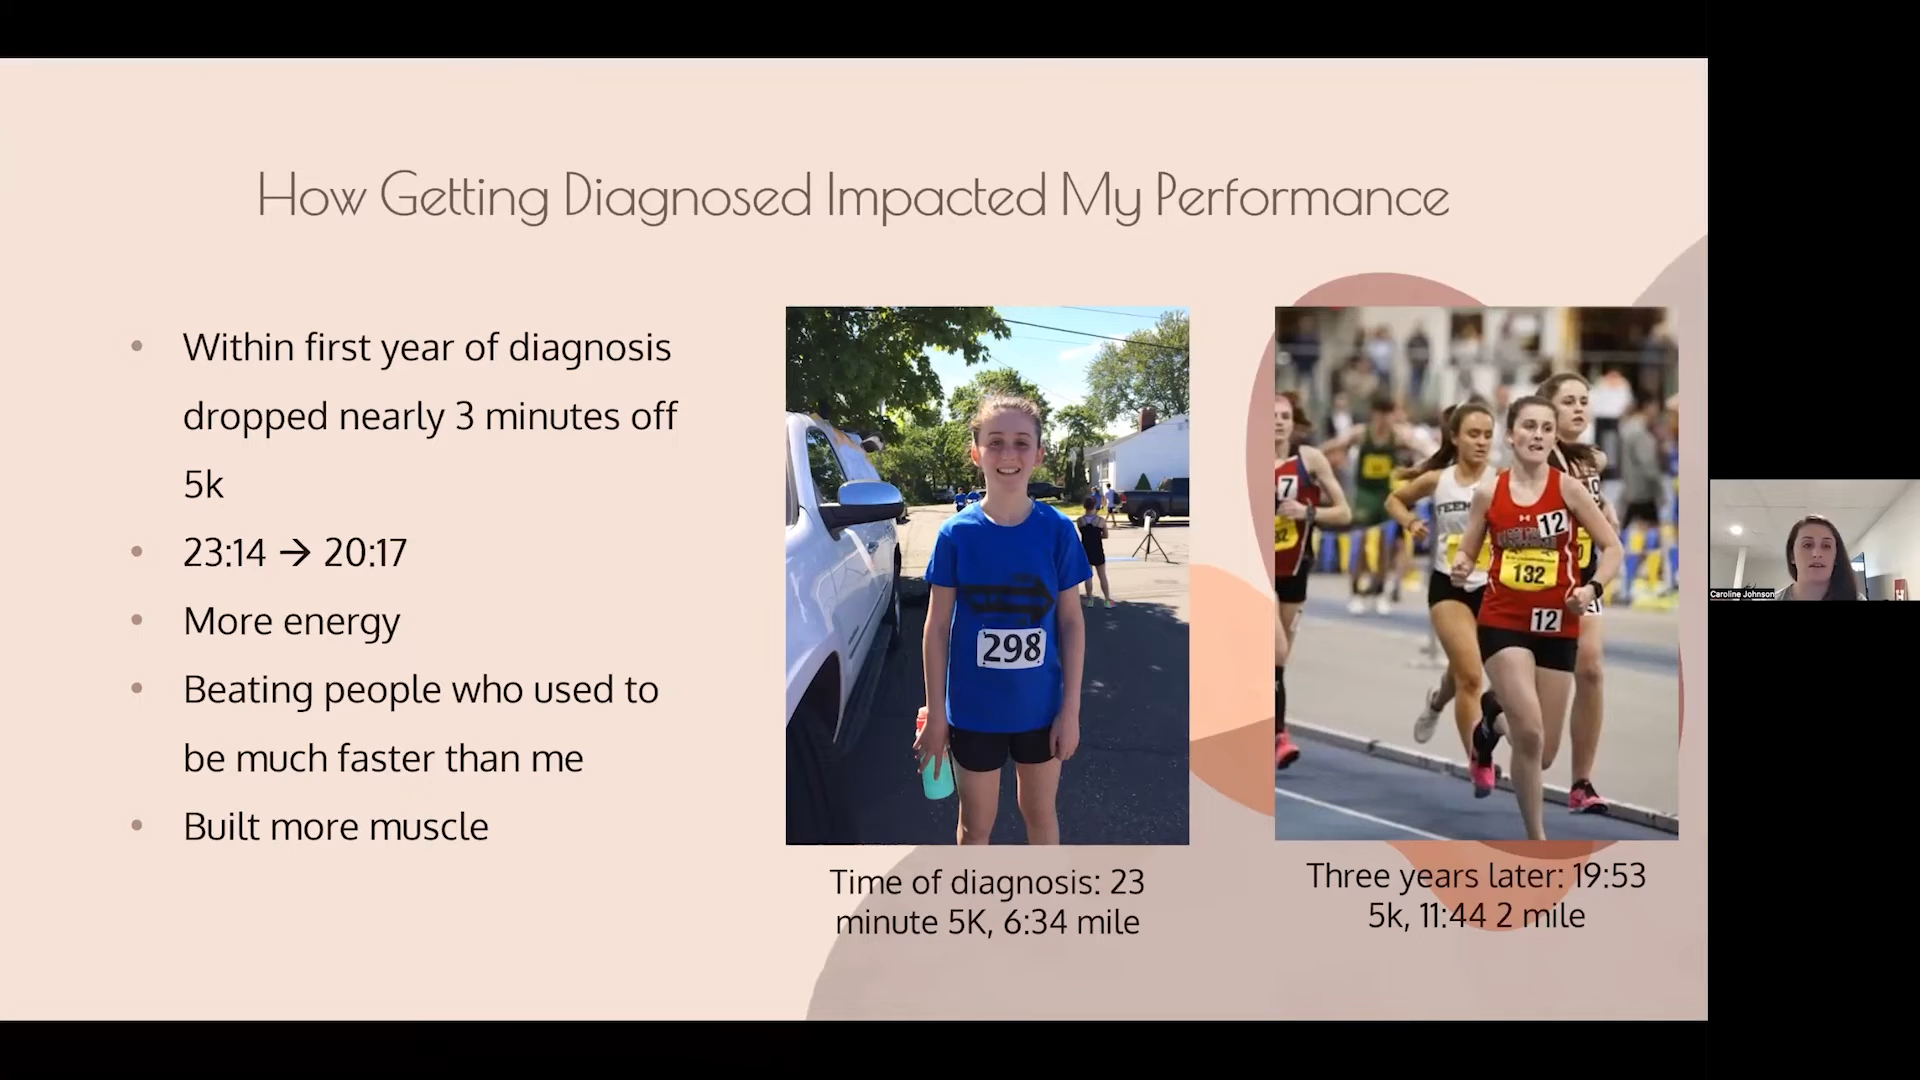 How Getting Diagnosed Impacted My Performance
Within first year of diagnosis
dropped nearly 3 minutes off
5k
23:14 → 20:17
More energy
Beating people who used to
be much faster than me
Built more muscle
298
Time of diagnosis: 23
minute 5K, 6:34 mile
7
12
132
12
Three years later: 19:53
5k, 11:44 2 mile
Caroline Johnson